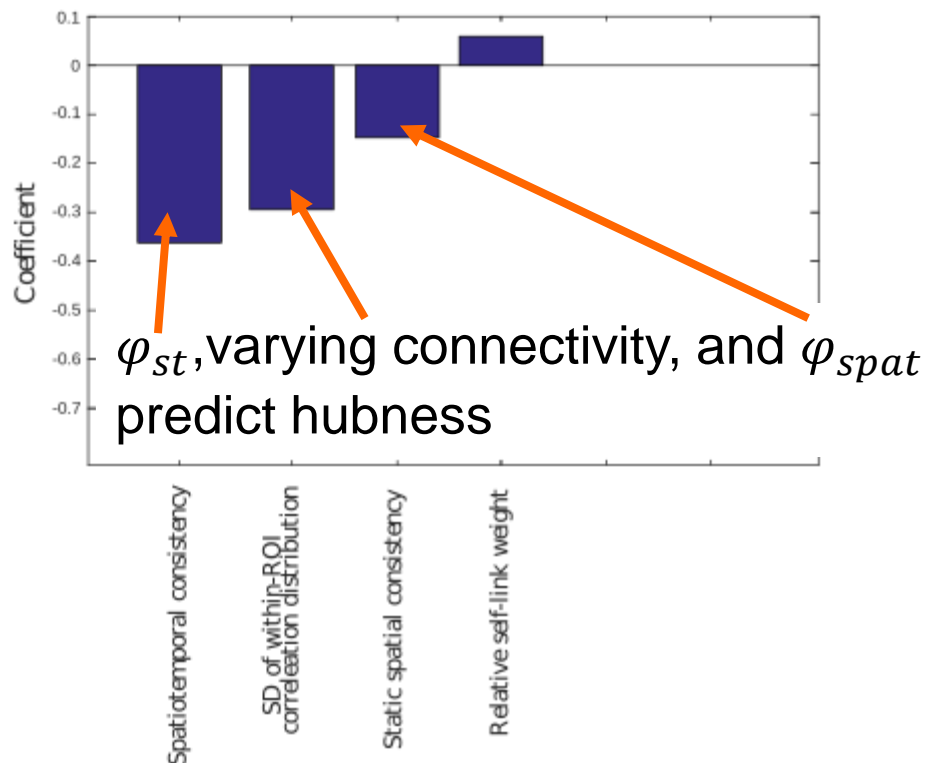 0.1
0
-0.1
-0.2
-0.3
-0.4
-0.5
-0.6
-0.7
Coefficient
φst,varying connectivity, and φspat
predict hubness
Spatiotemporal consistency
SD of within-ROI
correleation distribution
Static spatial consistency
Relative self-link weight